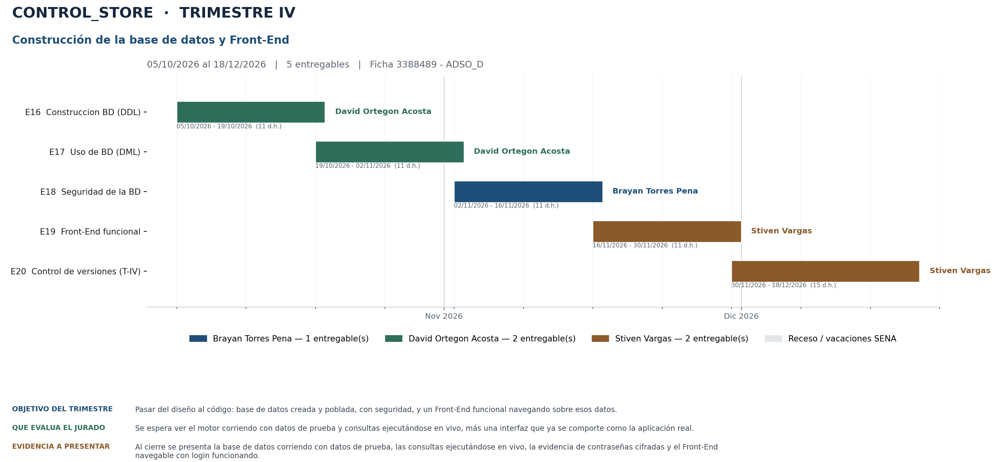 CONTROL_STORE · TRIMESTRE IV
Construcción de la base de datos y Front-End
05/10/2026 al 18/12/2026 | 5 entregables | Ficha 3388489 - ADSO_D
E16 Construccion BD (DDL)
David Ortegon Acosta
05/10/2026 - 19/10/2026 (11 d.h.)
E17 Uso de BD (DML)
David Ortegon Acosta
19/10/2026 - 02/11/2026 (11 d.h.)
E18 Seguridad de la BD
Brayan Torres Pena
02/11/2026 - 16/11/2026 (11 d.h.)
E19 Front-End funcional
Stiven Vargas
16/11/2026 - 30/11/2026 (11 d.h.)
E20 Control de versiones (T-IV)
Stiven Vargas
30/11/2026 - 18/12/2026 (15 d.h.)
Nov 2026
Dic 2026
Brayan Torres Pena — 1 entregable(s)
David Ortegon Acosta — 2 entregable(s)
Stiven Vargas — 2 entregable(s)
Receso / vacaciones SENA
OBJETIVO DEL TRIMESTRE
Pasar del diseño al código: base de datos creada y poblada, con seguridad, y un Front-End funcional navegando sobre esos datos.
QUE EVALUA EL JURADO
Se espera ver el motor corriendo con datos de prueba y consultas ejecutándose en vivo, más una interfaz que ya se comporte como la aplicación real.
EVIDENCIA A PRESENTAR
Al cierre se presenta la base de datos corriendo con datos de prueba, las consultas ejecutándose en vivo, la evidencia de contraseñas cifradas y el Front-End
navegable con login funcionando.